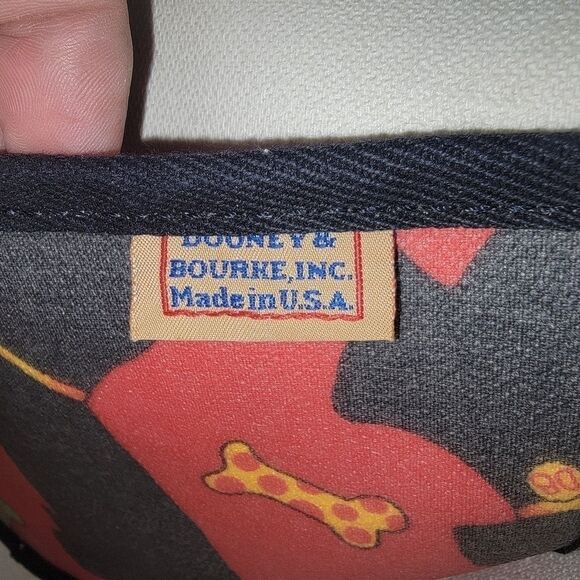 DOONEY &
BOURKE, INC.
Made in U.S.A.